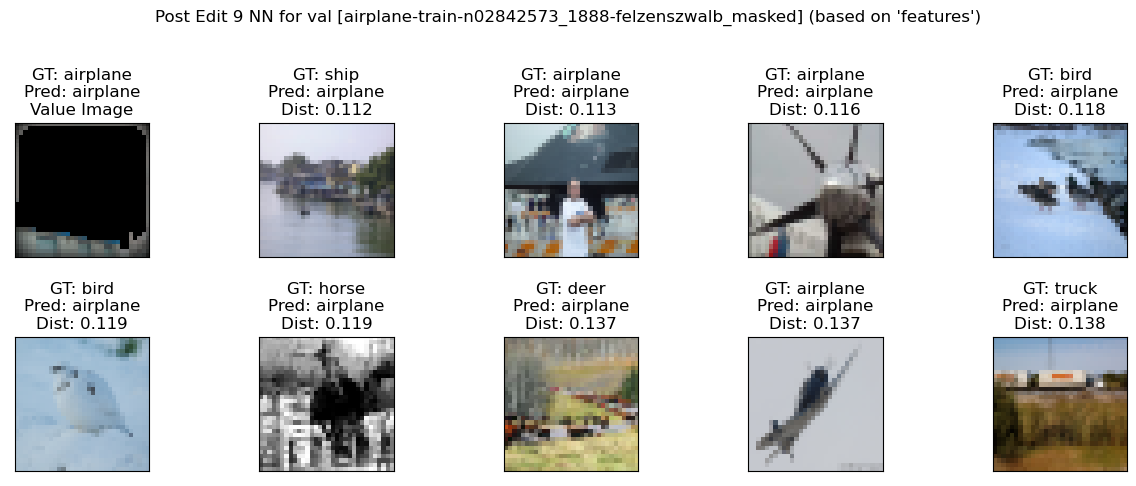 Post Edit 9 NN for val [airplane-train-n02842573_1888-felzenszwalb_masked] (based on 'features')
GT: airplane
Pred: airplane
Value Image
GT: ship
Pred: airplane
Dist: 0.112
GT: airplane
Pred: airplane
Dist: 0.113
GT: airplane
Pred: airplane
Dist: 0.116
GT: bird
Pred: airplane
Dist: 0.118
GT: bird
Pred: airplane
Dist: 0.119
GT: horse
Pred: airplane
Dist: 0.119
GT: deer
Pred: airplane
Dist: 0.137
GT: airplane
Pred: airplane
Dist: 0.137
GT: truck
Pred: airplane
Dist: 0.138